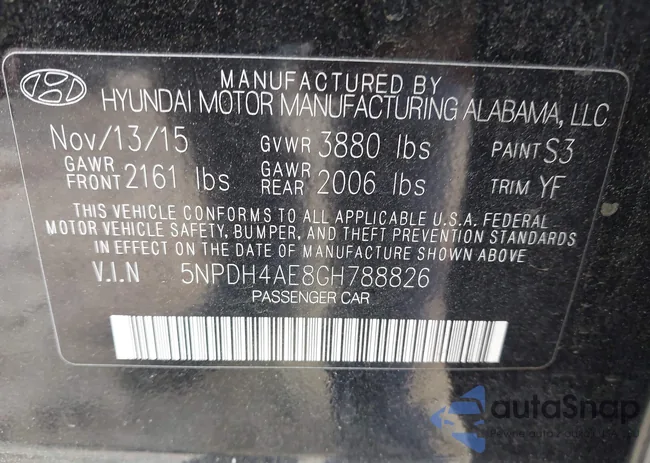 MANUFACTURED BY
HYUNDAI MOTOR MANUFACTURING ALABAMA, LLC
Nov/13/15 GVWR 3880 lbs PAINT S3
GAWR FRONT 2161 lbs GAWR REAR 2006 lbs TRIM YF
THIS VEHICLE CONFORMS TO ALL APPLICABLE U.S.A. FEDERAL
MOTOR VEHICLE SAFETY, BUMPER, AND THEFT PREVENTION STANDARDS
IN EFFECT ON THE DATE OF MANUFACTURE SHOWN ABOVE
V.I.N 5NPDH4AE8GH788826
PASSENGER CAR
autoSnap